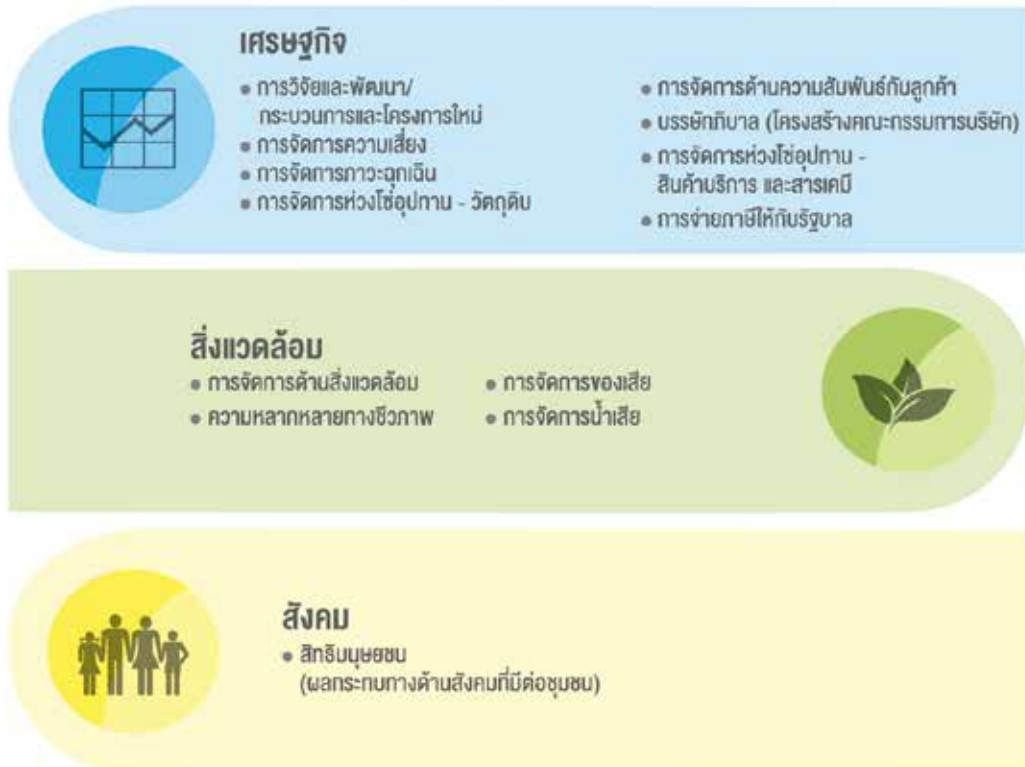 เศรษฐกิจ
• การวิจัยและพัฒนา/
กระบวนการและโครงการใหม่
• การจัดการความเสี่ยง
• การจัดการภาวะฉุกเฉิน
• การจัดการห่วงโซ่อุปทาน - วัตถุดิบ
• การจัดการด้านความสัมพันธ์กับลูกค้า
• บรรษัทภิบาล (โครงสร้างคณะกรรมการบริษัท)
• การจัดการห่วงโซ่อุปทาน -
สินค้าบริการ และสารเคมี
• การจ่ายภาษีให้กับรัฐบาล
สิ่งแวดล้อม
• การจัดการด้านสิ่งแวดล้อม
• ความหลากหลายทางชีวภาพ
• การจัดการของเสีย
• การจัดการน้ำเสีย
สังคม
• สิทธิมนุษยชน
(ผลกระทบทางด้านสังคมที่มีต่อชุมชน)